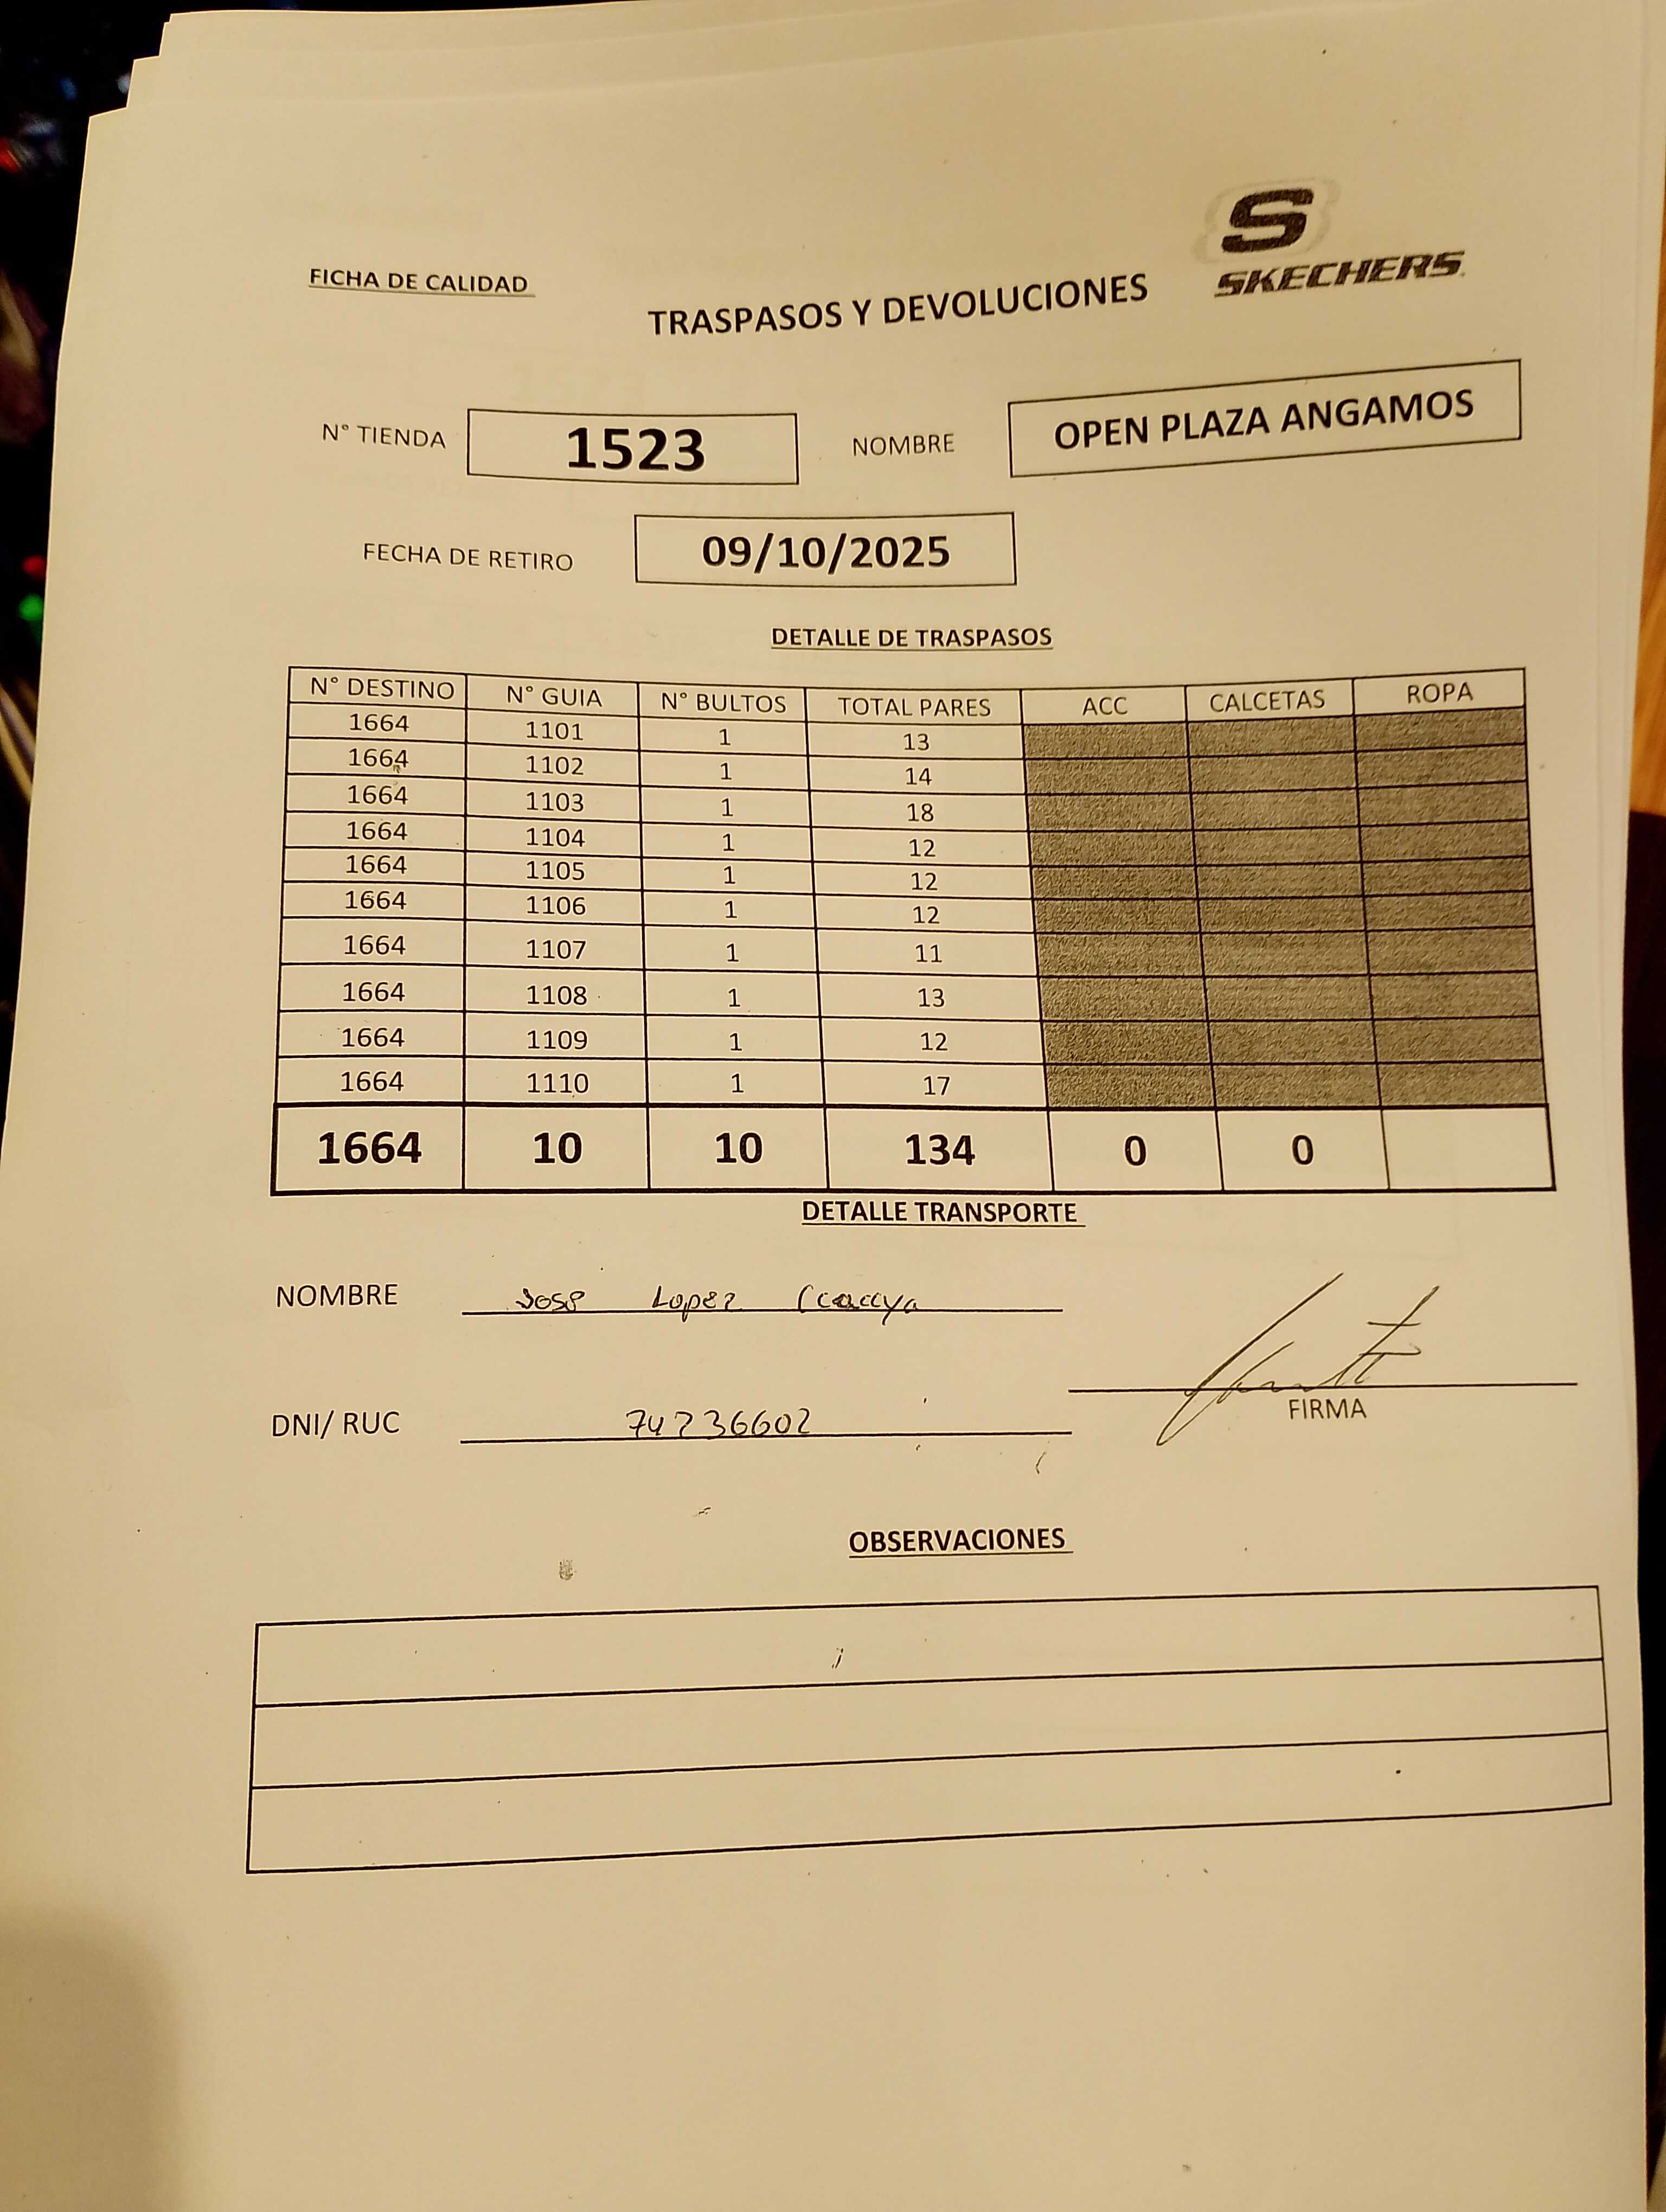 S
SKECHERS
FICHA DE CALIDAD
TRASPASOS Y DEVOLUCIONES
N° TIENDA 1523 NOMBRE OPEN PLAZA ANGAMOS
FECHA DE RETIRO 09/10/2025
DETALLE DE TRASPASOS
N° DESTINO N° GUIA N° BULTOS TOTAL PARES ACC CALCETAS ROPA
1664 1101 1 13
1664 1102 1 14
1664 1103 1 18
1664 1104 1 12
1664 1105 1 12
1664 1106 1 12
1664 1107 1 11
1664 1108 1 13
1664 1109 1 12
1664 1110 1 17
1664 10 10 134 0 0
DETALLE TRANSPORTE
NOMBRE Jose Lopez
FIRMA
DNI/ RUC 74236602
OBSERVACIONES